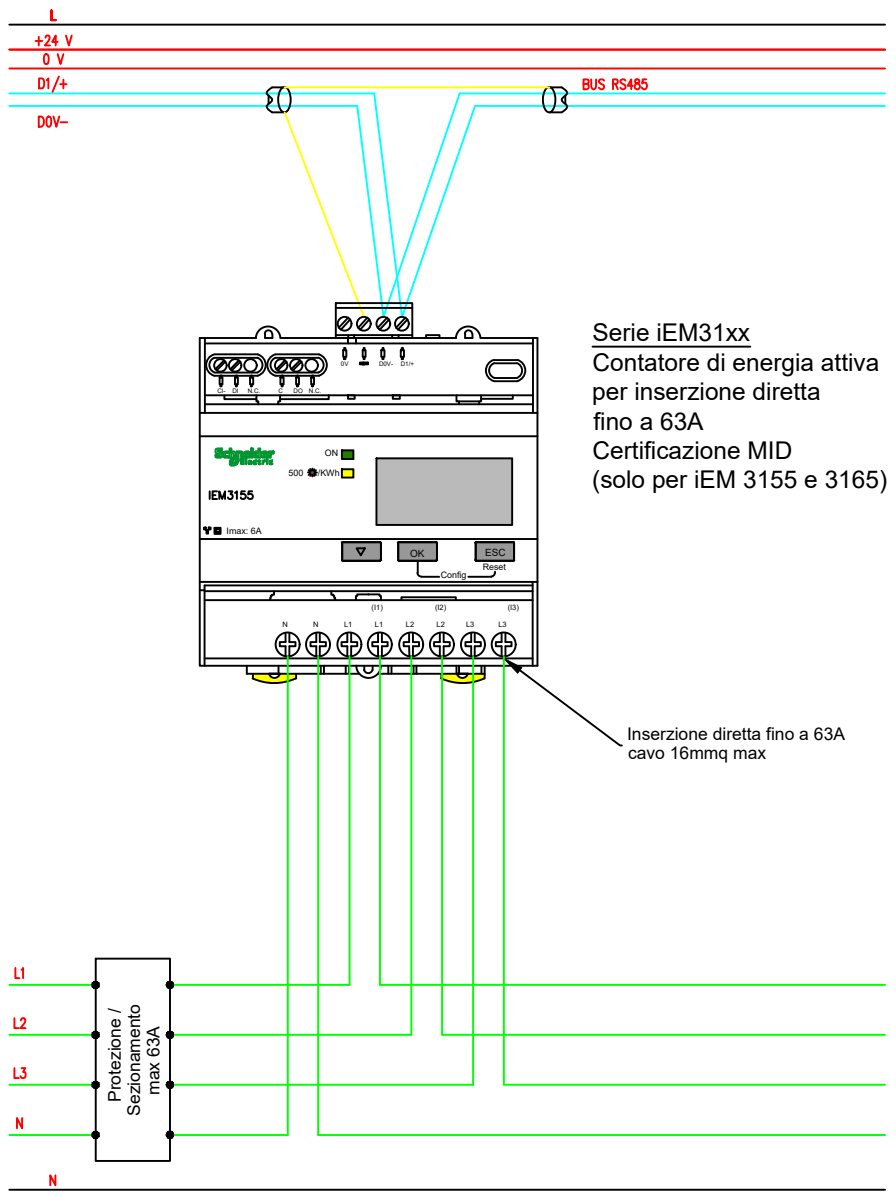 L
+24 V
0 V
D1/+
BUS RS485
D0V-
0V
D0V-
D1/+
CI-
DI
N.C.
C
DO
N.C.
Serie iEM31xx
Contatore di energia attiva
per inserzione diretta
fino a 63A
Certificazione MID
(solo per iEM 3155 e 3165)
Schneider
Electric
ON
500 /KWh
IEM3155
Imax: 6A
OK
ESC
Reset
Config
(I1)
(I2)
(I3)
N
N
L1
L1
L2
L2
L3
L3
Inserzione diretta fino a 63A
cavo 16mmq max
L1
L2
L3
N
Protezione /
Sezionamento
max 63A
N